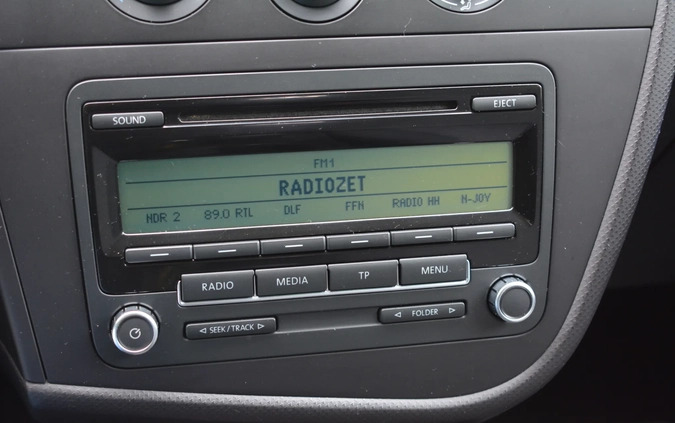 SOUND
EJECT
FM1
RADIOZET
NDR 2 89.0 RTL DLF FFN RADIO HH N-JOY
RADIO MEDIA TP MENU
SEEK/TRACK
FOLDER